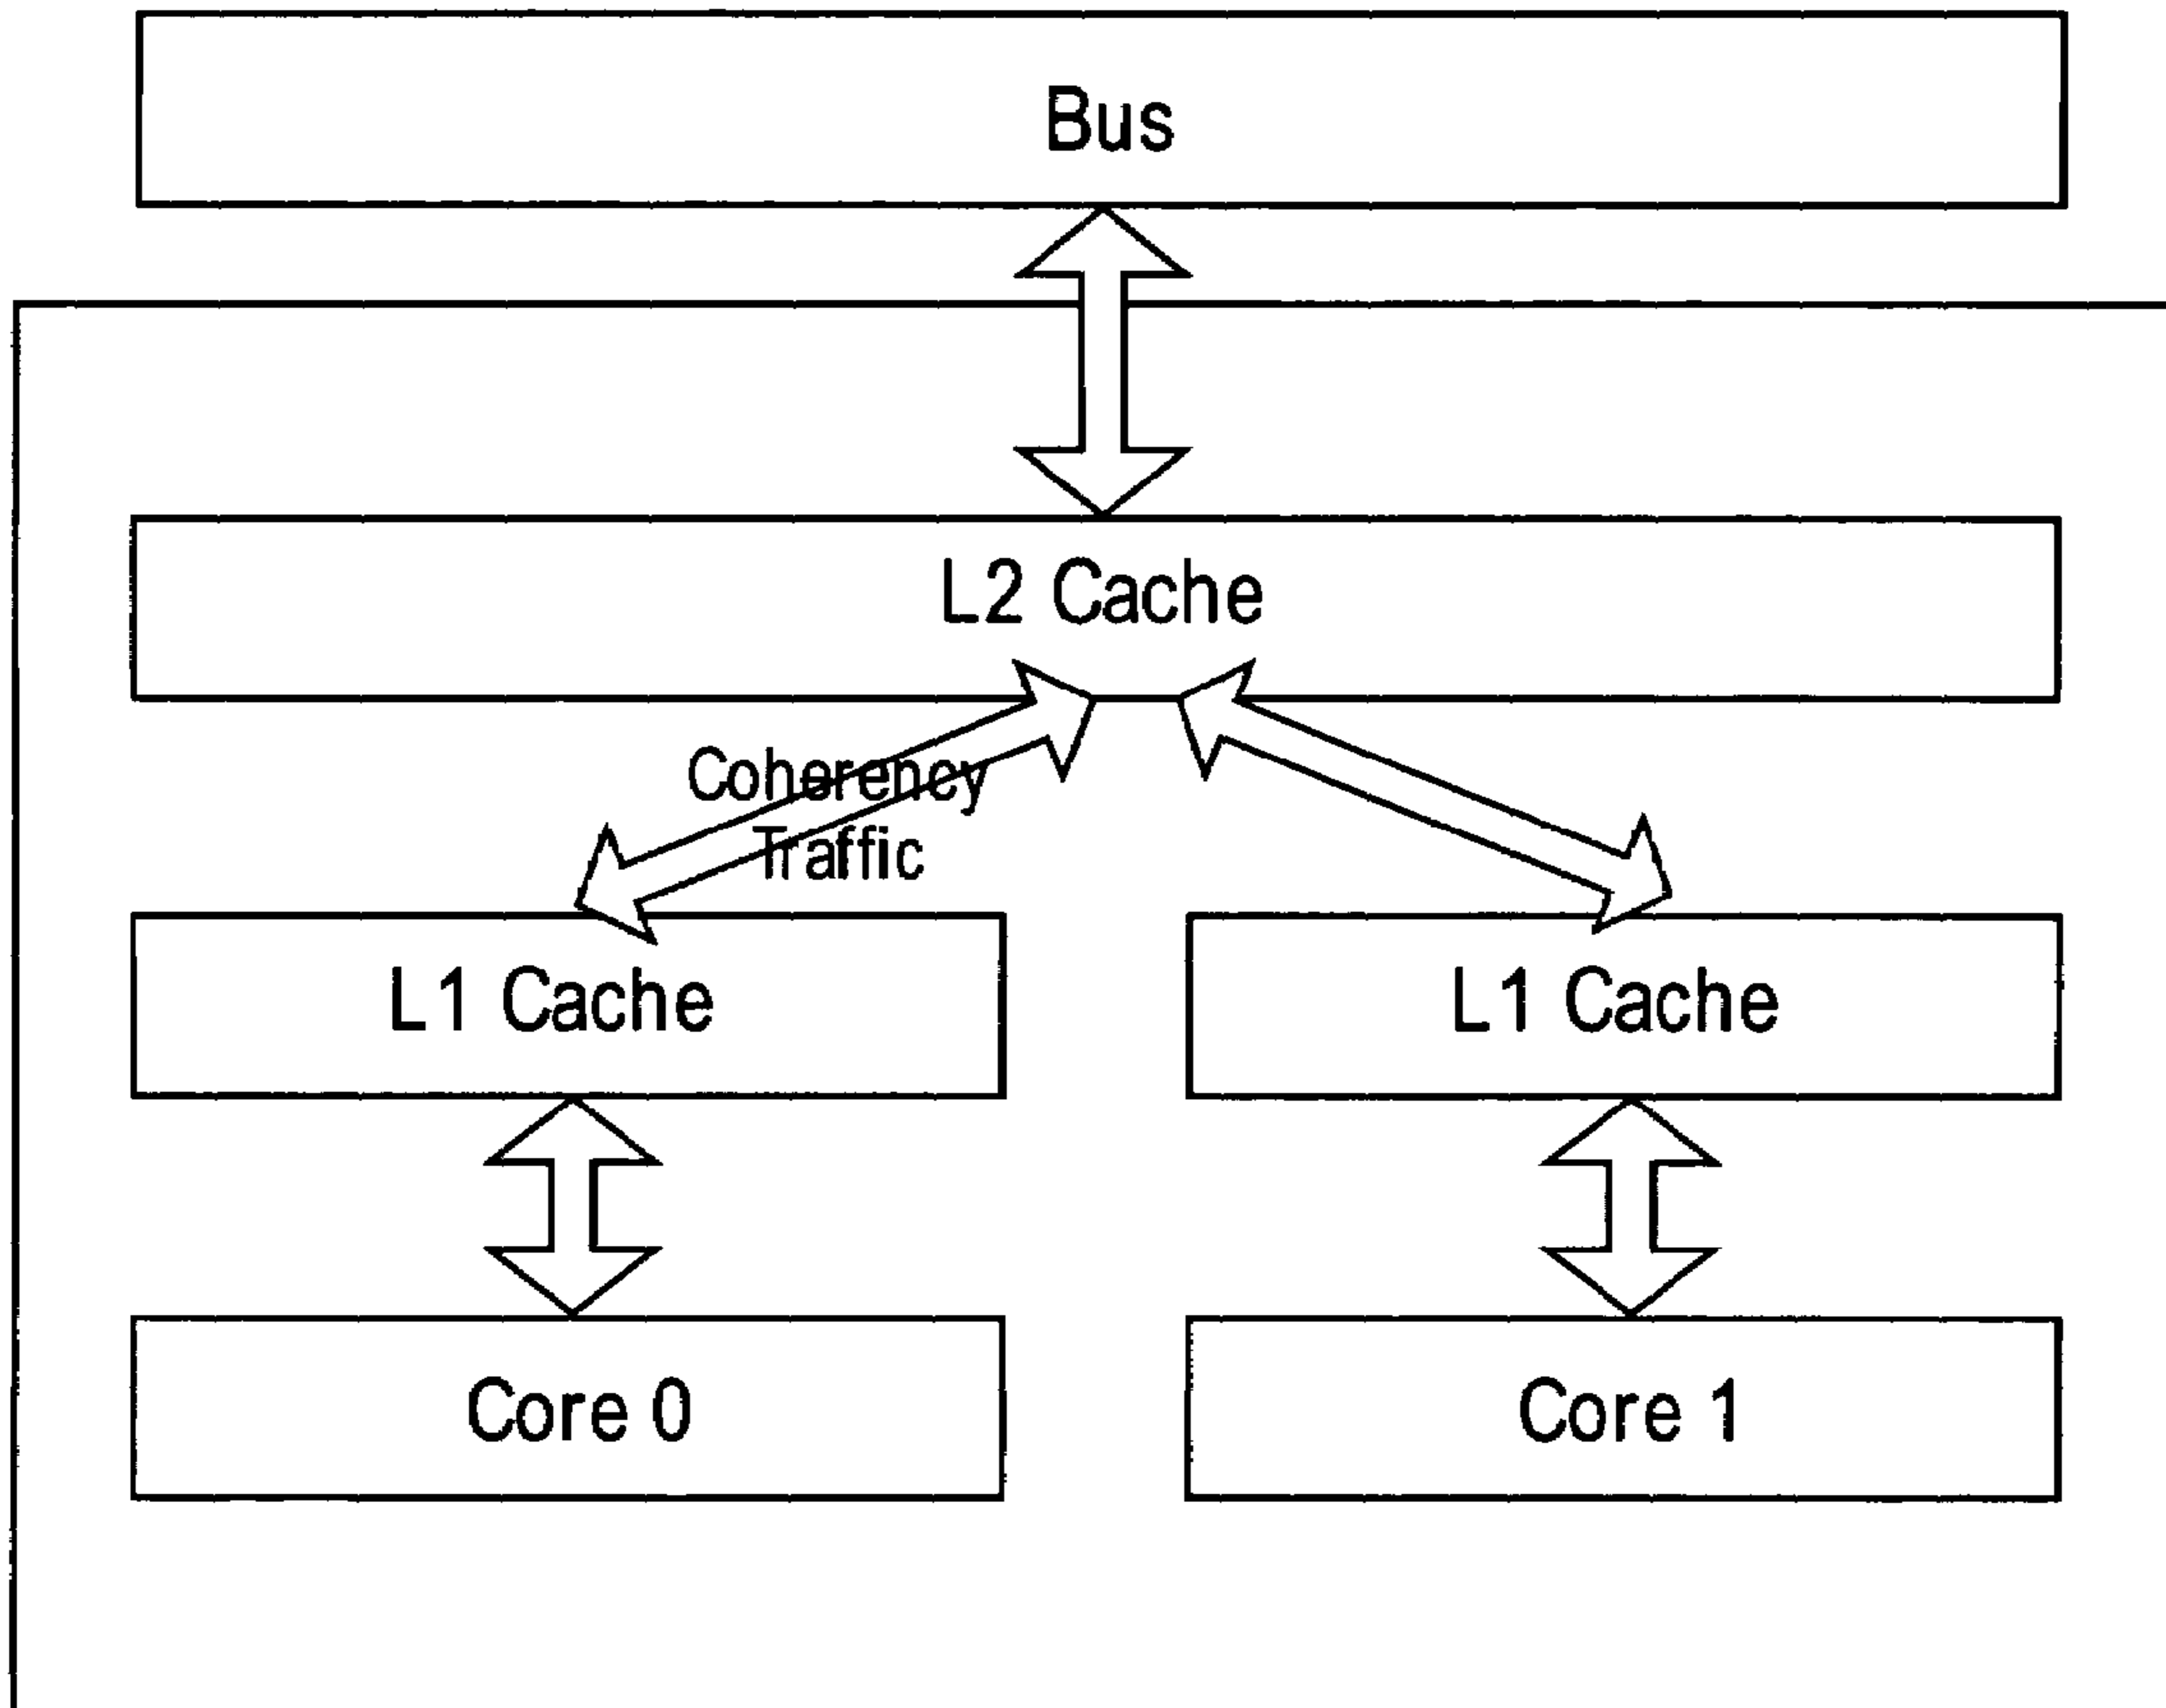 Bus
L2 Cache
Coherency
Traffic
L1 Cache
L1 Cache
Core 0
Core 1